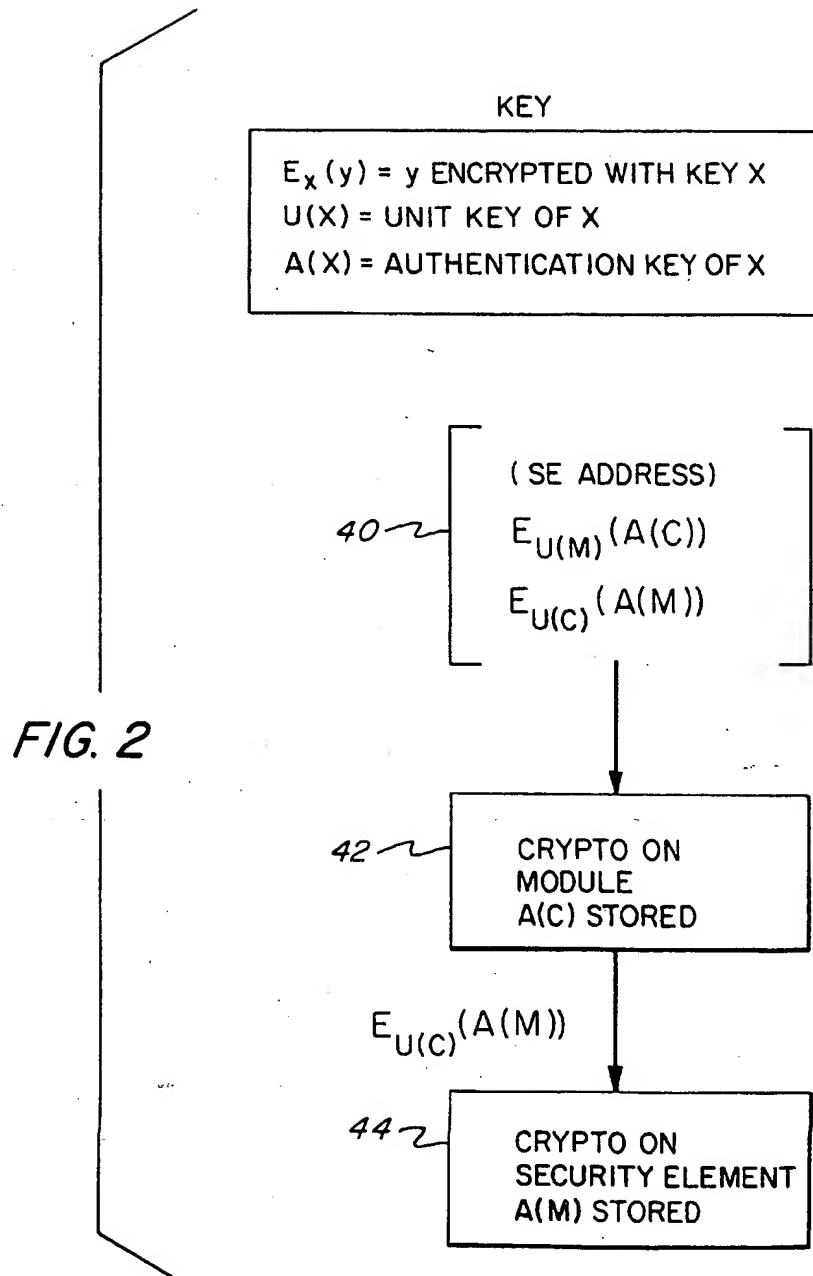 KEY
E_X(y) = y ENCRYPTED WITH KEY X
U(X) = UNIT KEY OF X
A(X) = AUTHENTICATION KEY OF X
(SE ADDRESS)
40
E_U(M)(A(C))
E_U(C)(A(M))
FIG. 2
42
CRYPTO ON
MODULE
A(C) STORED
E_U(C)(A(M))
44
CRYPTO ON
SECURITY ELEMENT
A(M) STORED